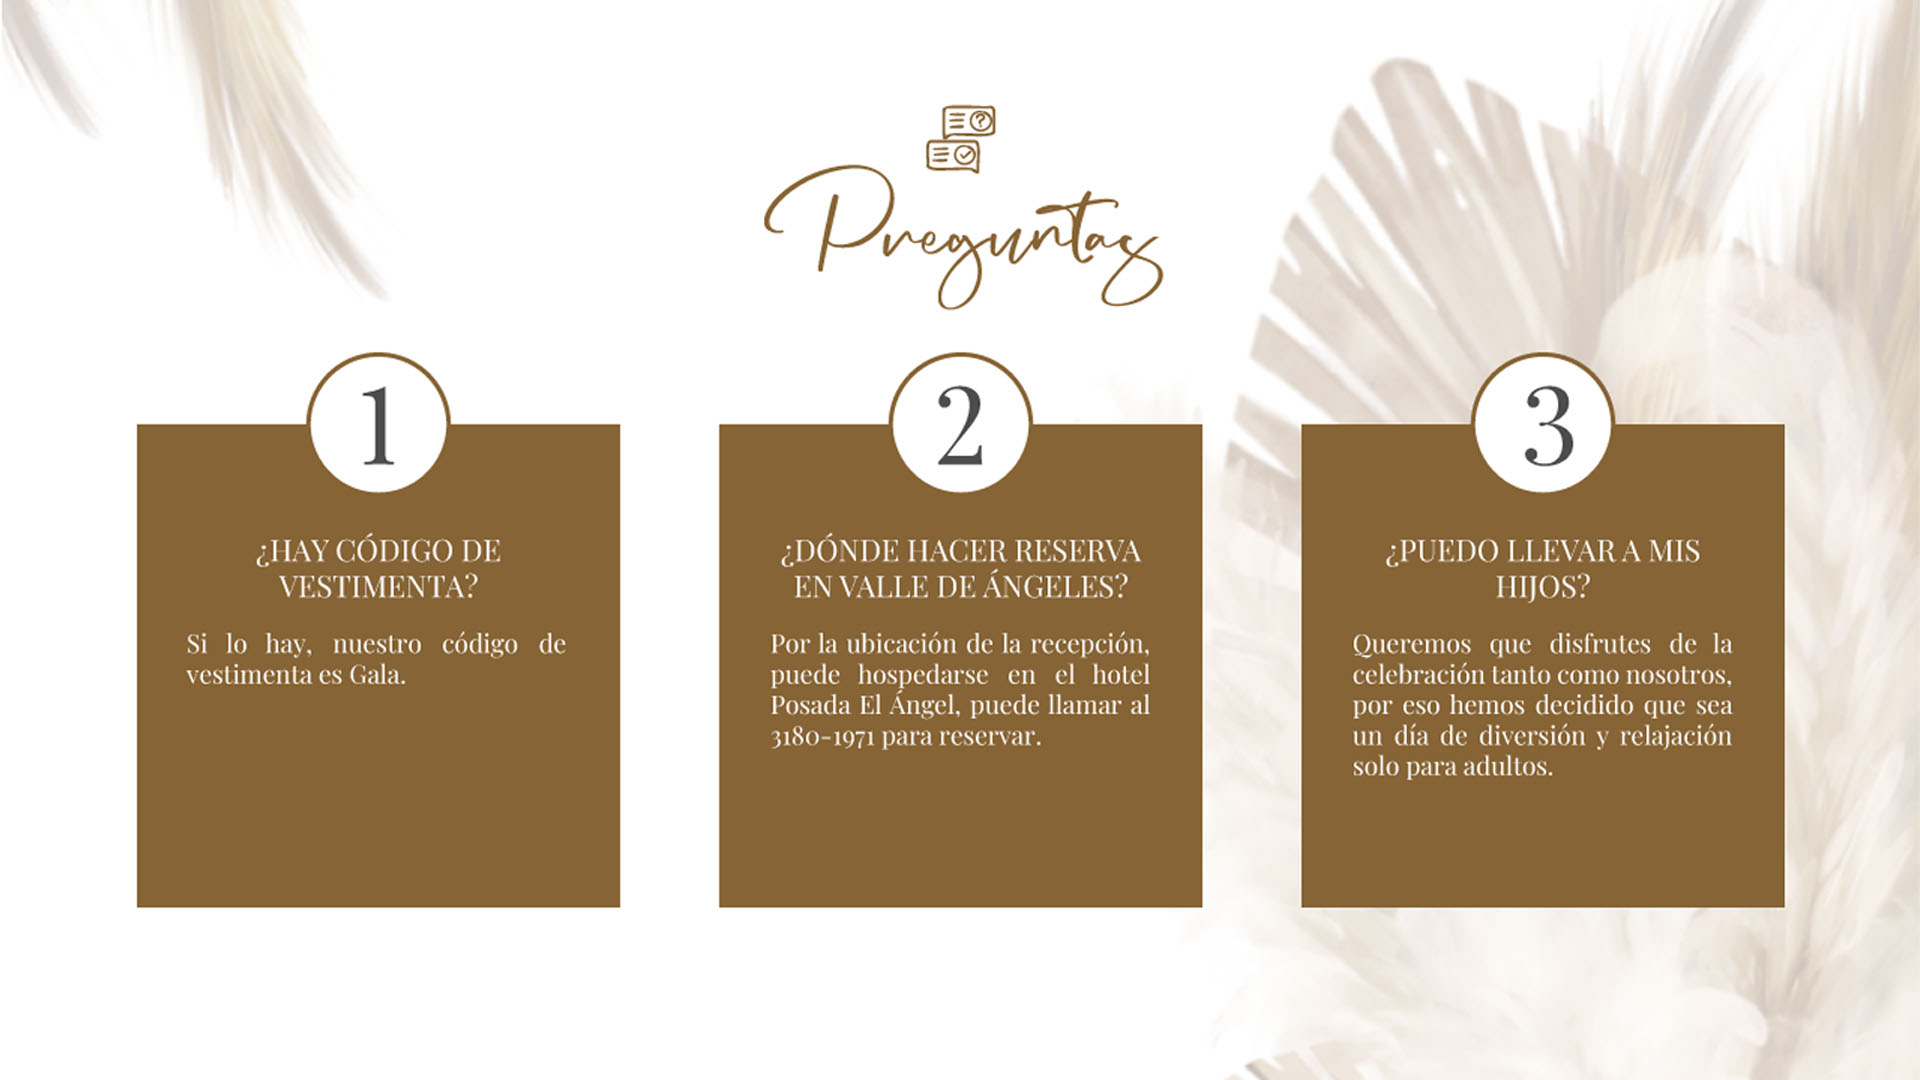 Preguntas
1
¿HAY CÓDIGO DE
VESTIMENTA?
Si lo hay, nuestro código de
vestimenta es Gala.
2
¿DÓNDE HACER RESERVA
EN VALLE DE ÁNGELES?
Por la ubicación de la recepción,
puede hospedarse en el hotel
Posada El Ángel, puede llamar al
3180-1971 para reservar.
3
¿PUEDO LLEVAR A MIS
HIJOS?
Queremos que disfrutes de la
celebración tanto como nosotros,
por eso hemos decidido que sea
un día de diversión y relajación
solo para adultos.